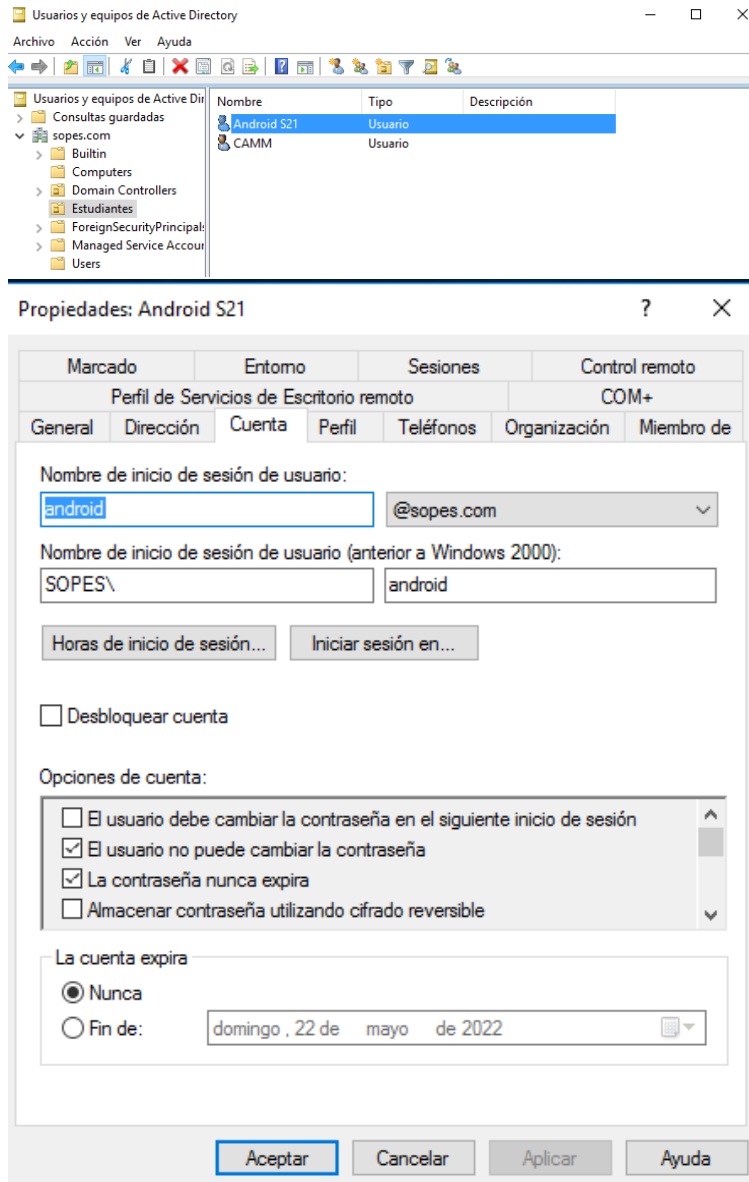 Usuarios y equipos de Active Directory
Archivo Acción Ver Ayuda
Usuarios y equipos de Active Dir
Consultas guardadas
sopes.com
Builtin
Computers
Domain Controllers
Estudiantes
ForeignSecurityPrincipal:
Managed Service Accour
Users
Nombre Tipo Descripción
Android S21 Usuario
CAMM Usuario
Propiedades: Android S21 ?
Marcado Entorno Sesiones Control remoto
Perfil de Servicios de Escritorio remoto COM+
General Dirección Cuenta Perfil Teléfonos Organización Miembro de
Nombre de inicio de sesión de usuario:
android @sopes.com
Nombre de inicio de sesión de usuario (anterior a Windows 2000):
SOPES\ android
Horas de inicio de sesión... Iniciar sesión en...
Desbloquear cuenta
Opciones de cuenta:
El usuario debe cambiar la contraseña en el siguiente inicio de sesión
El usuario no puede cambiar la contraseña
La contraseña nunca expira
Almacenar contraseña utilizando cifrado reversible
La cuenta expira
Nunca
Fin de: domingo , 22 de mayo de 2022
Aceptar Cancelar Aplicar Ayuda